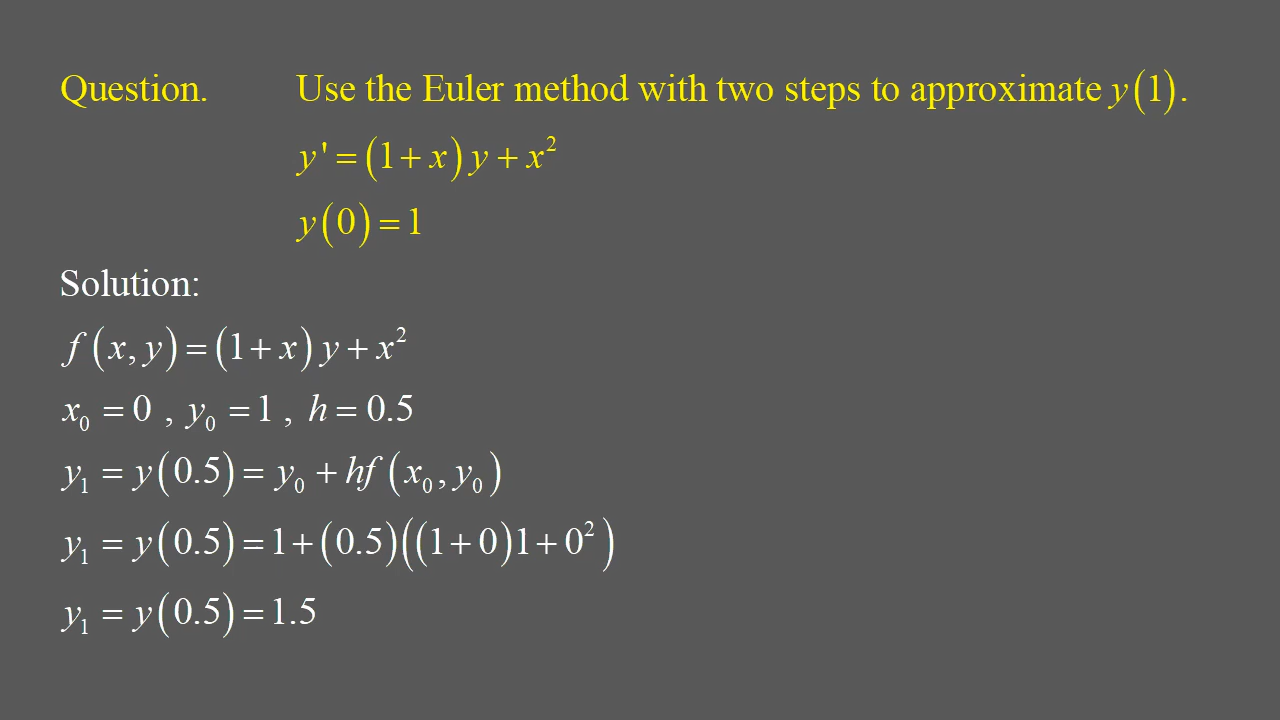 Question. Use the Euler method with two steps to approximate y(1).
y' = (1 + x) y + x²
y(0) = 1
Solution:
f(x, y) = (1 + x) y + x²
x₀ = 0 , y₀ = 1 , h = 0.5
y₁ = y(0.5) = y₀ + hf(x₀, y₀)
y₁ = y(0.5) = 1 + (0.5)((1 + 0)1 + 0²)
y₁ = y(0.5) = 1.5